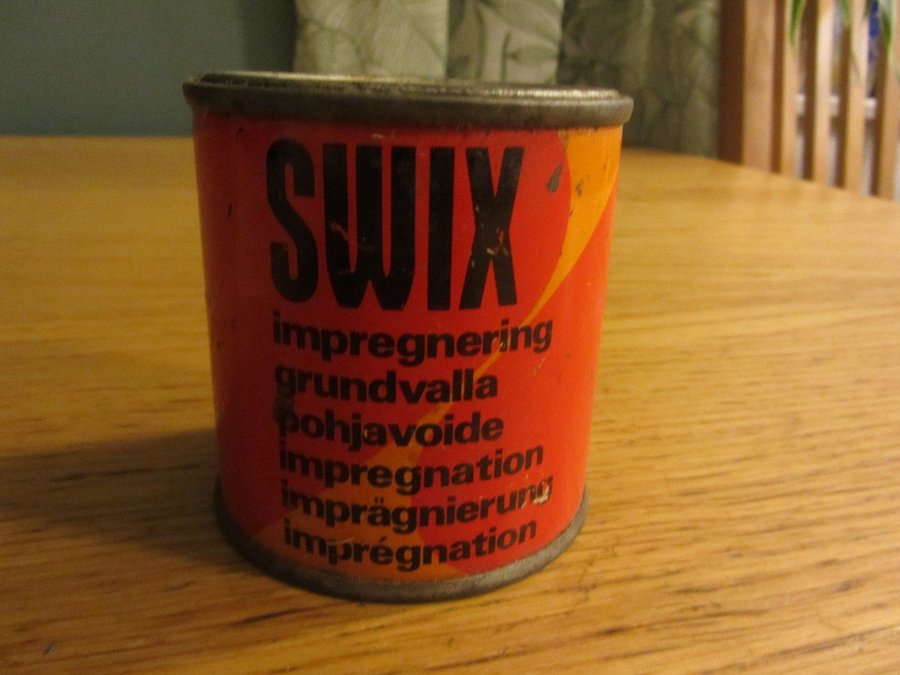 SWIX
impregnering
grundvalla
pohjavoide
impregnation
imprägnierung
imprégnation